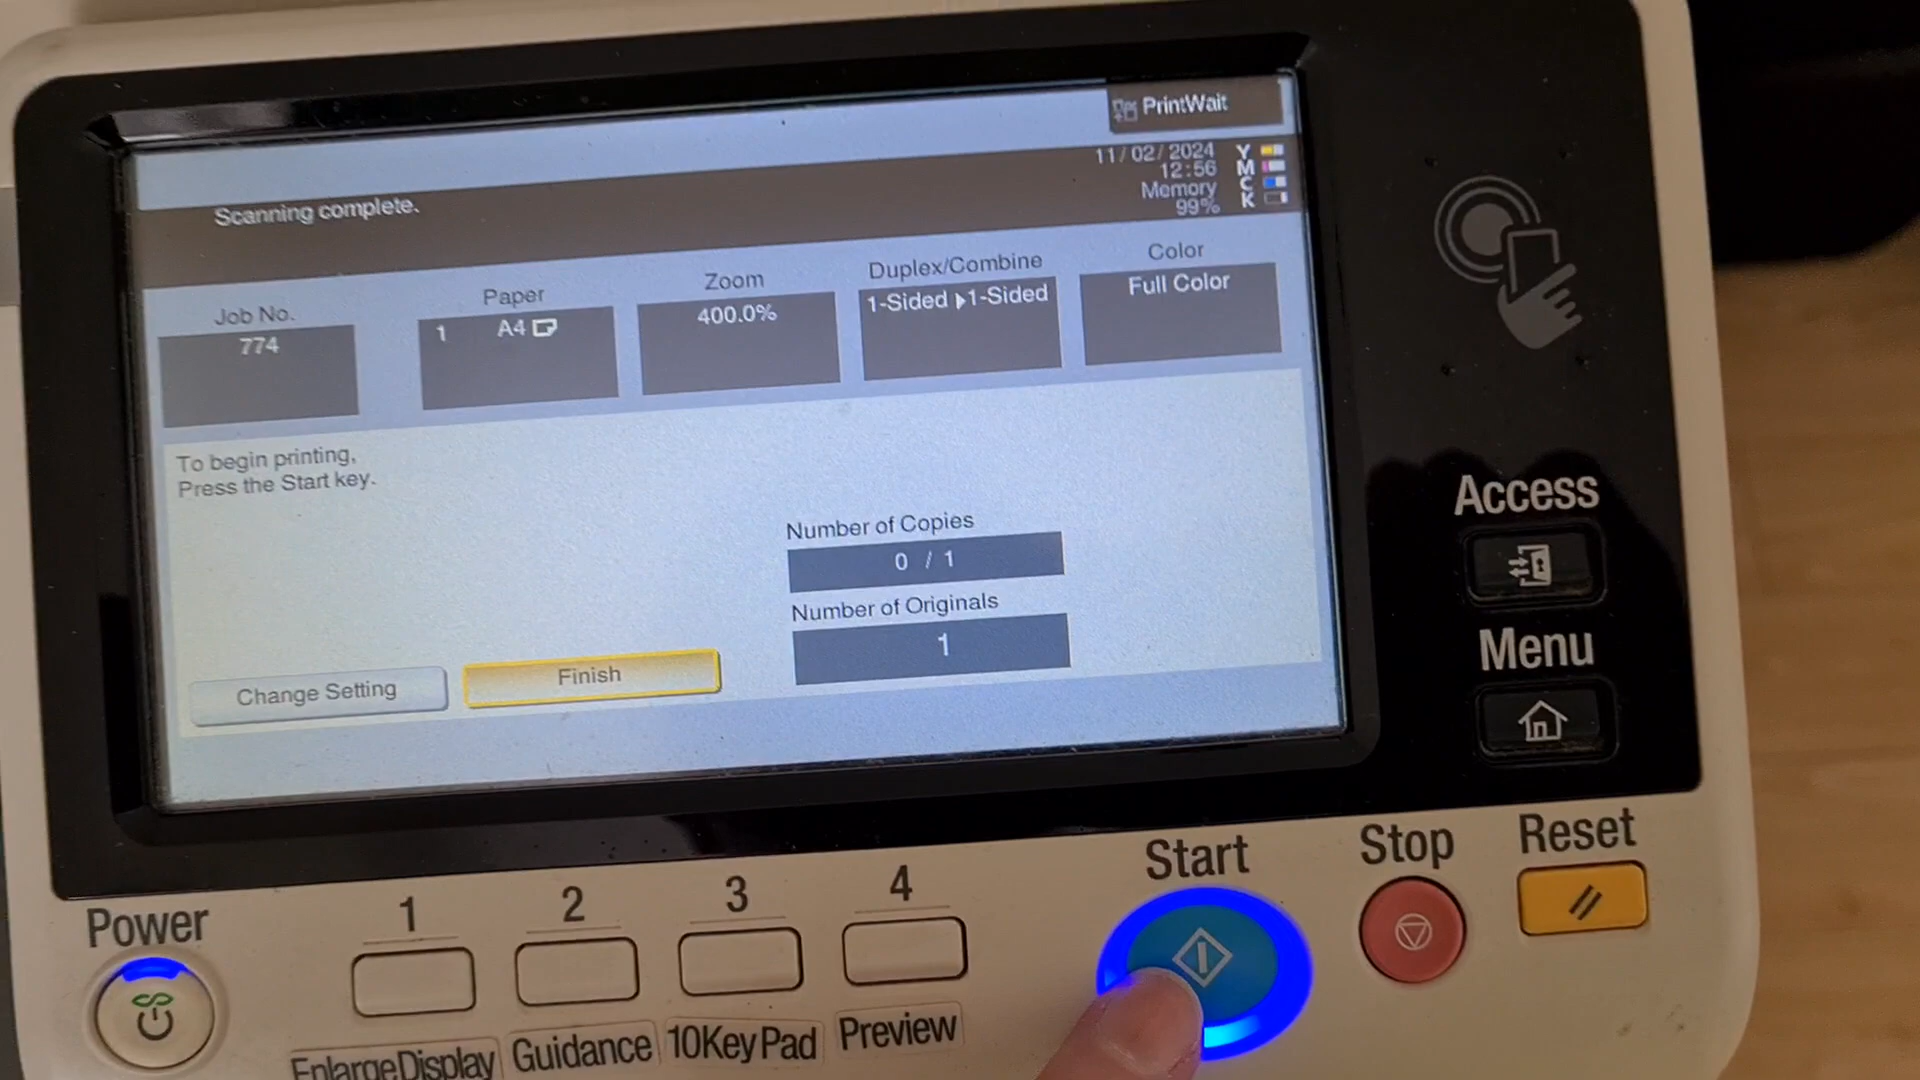 PrintWait
11/02/2024
12:56
Memory
99%
Y
M
C
K
Scanning complete.
Job No.
774
Paper
1 A4
Zoom
400.0%
Duplex/Combine
1-Sided ▶1-Sided
Color
Full Color
To begin printing,
Press the Start key.
Number of Copies
0 / 1
Number of Originals
1
Change Setting
Finish
Access
Menu
Power
1
2
3
4
Start
Stop
Reset
EnlargeDisplay
Guidance
10KeyPad
Preview